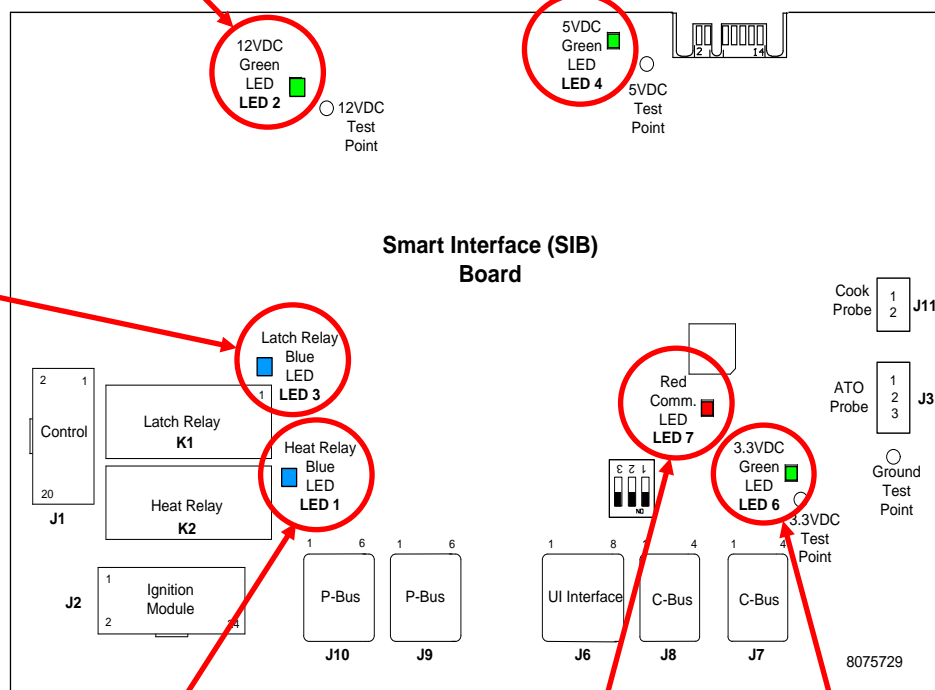 12VDC
Green
LED
LED 2
12VDC
Test
Point
5VDC
Green
LED
LED 4
5VDC
Test
Point
2
14
Smart Interface (SIB)
Board
Cook
Probe
1
2
J11
Latch Relay
Blue
LED
LED 3
Red
Comm.
LED
LED 7
ATO
Probe
1
2
3
J3
2
1
Control
20
J1
1
Latch Relay
K1
Heat Relay
Blue
LED
LED 1
Heat Relay
K2
3.3VDC
Green
LED
LED 6
3.3VDC
Test
Point
Ground
Test
Point
1 2 3
ON
J2
1
2
Ignition
Module
14
1
6
P-Bus
J10
1
6
P-Bus
J9
1
8
UI Interface
J6
1
4
C-Bus
J8
1
4
C-Bus
J7
8075729